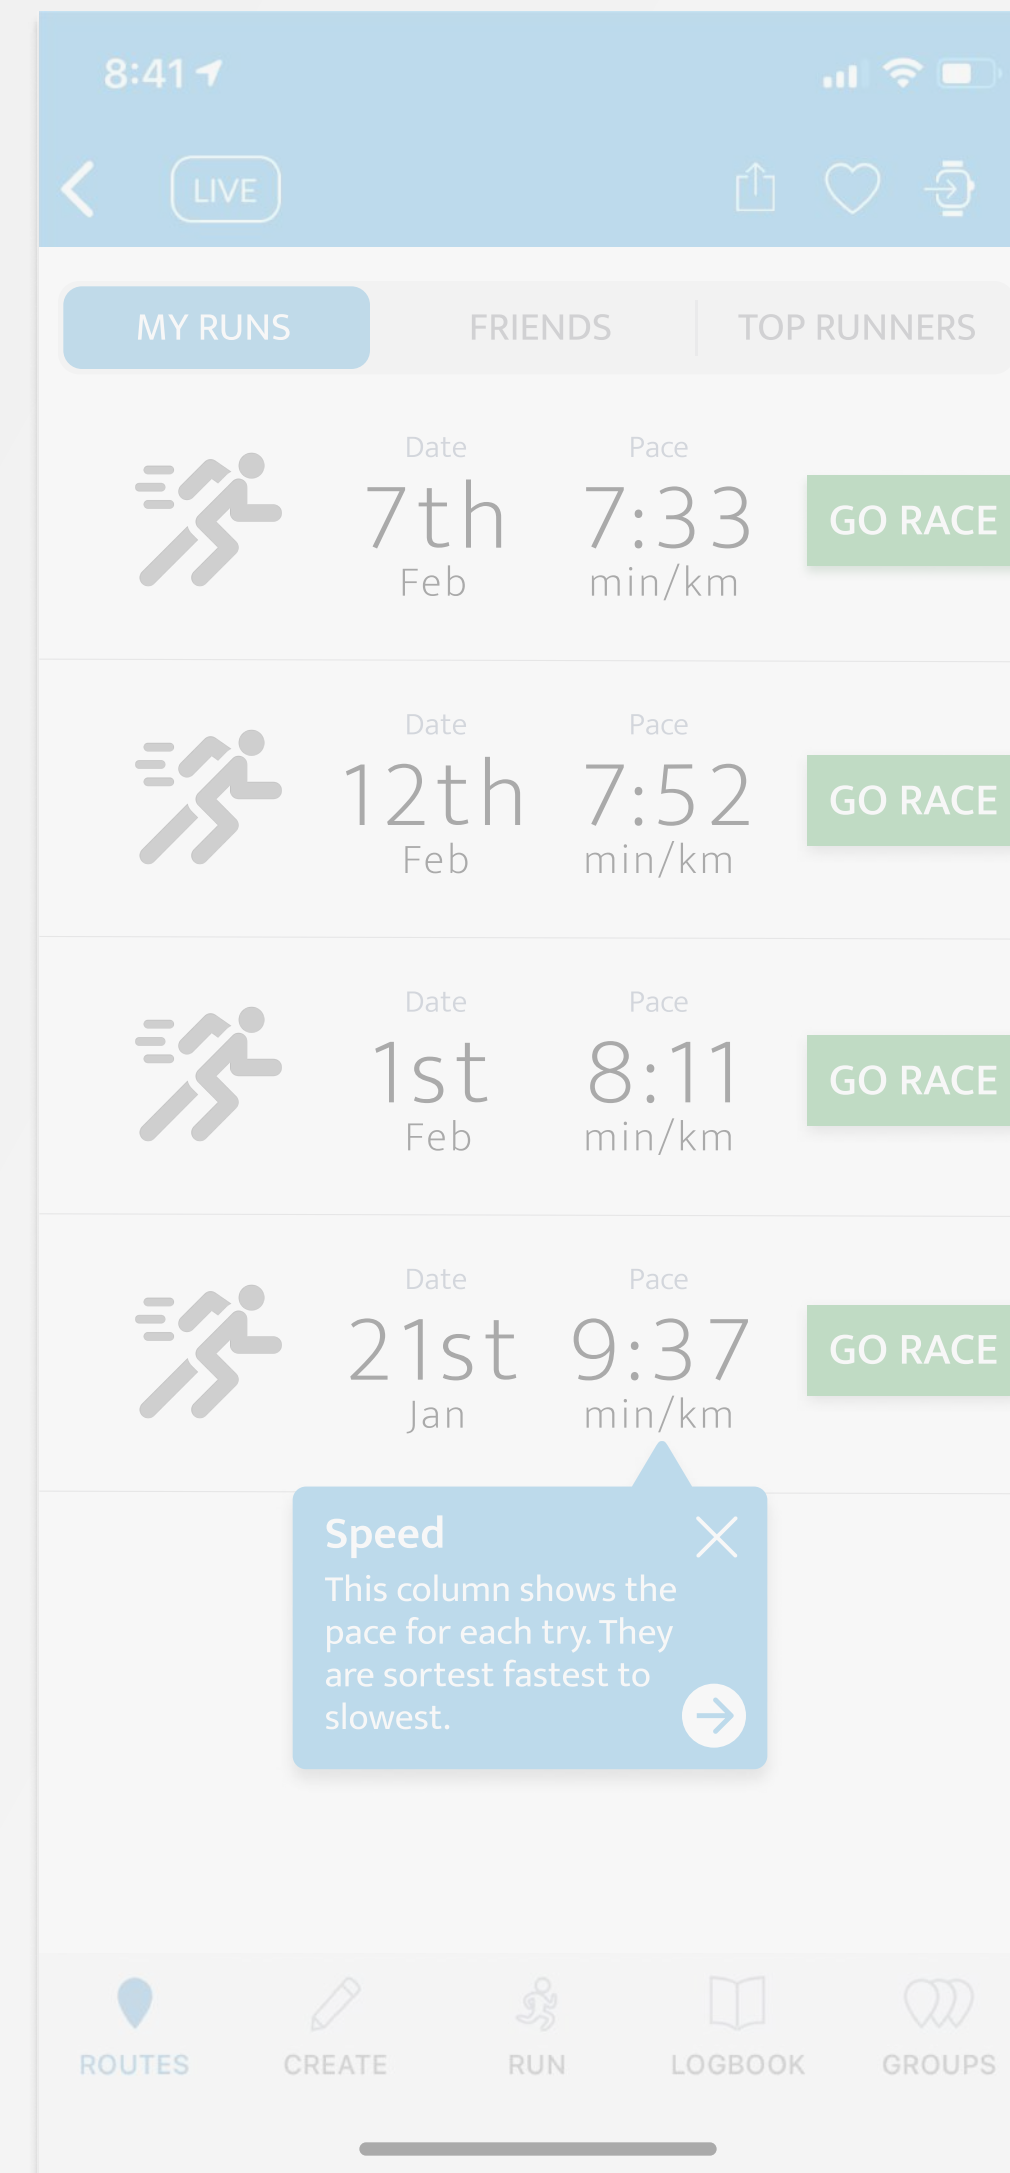 8:41
LIVE
MY RUNS FRIENDS TOP RUNNERS
Date Pace
7th 7:33 GO RACE
Feb min/km
Date Pace
12th 7:52 GO RACE
Feb min/km
Date Pace
1st 8:11 GO RACE
Feb min/km
Date Pace
21st 9:37 GO RACE
Jan min/km
Speed
This column shows the
pace for each try. They
are sortest fastest to
slowest.
ROUTES CREATE RUN LOGBOOK GROUPS